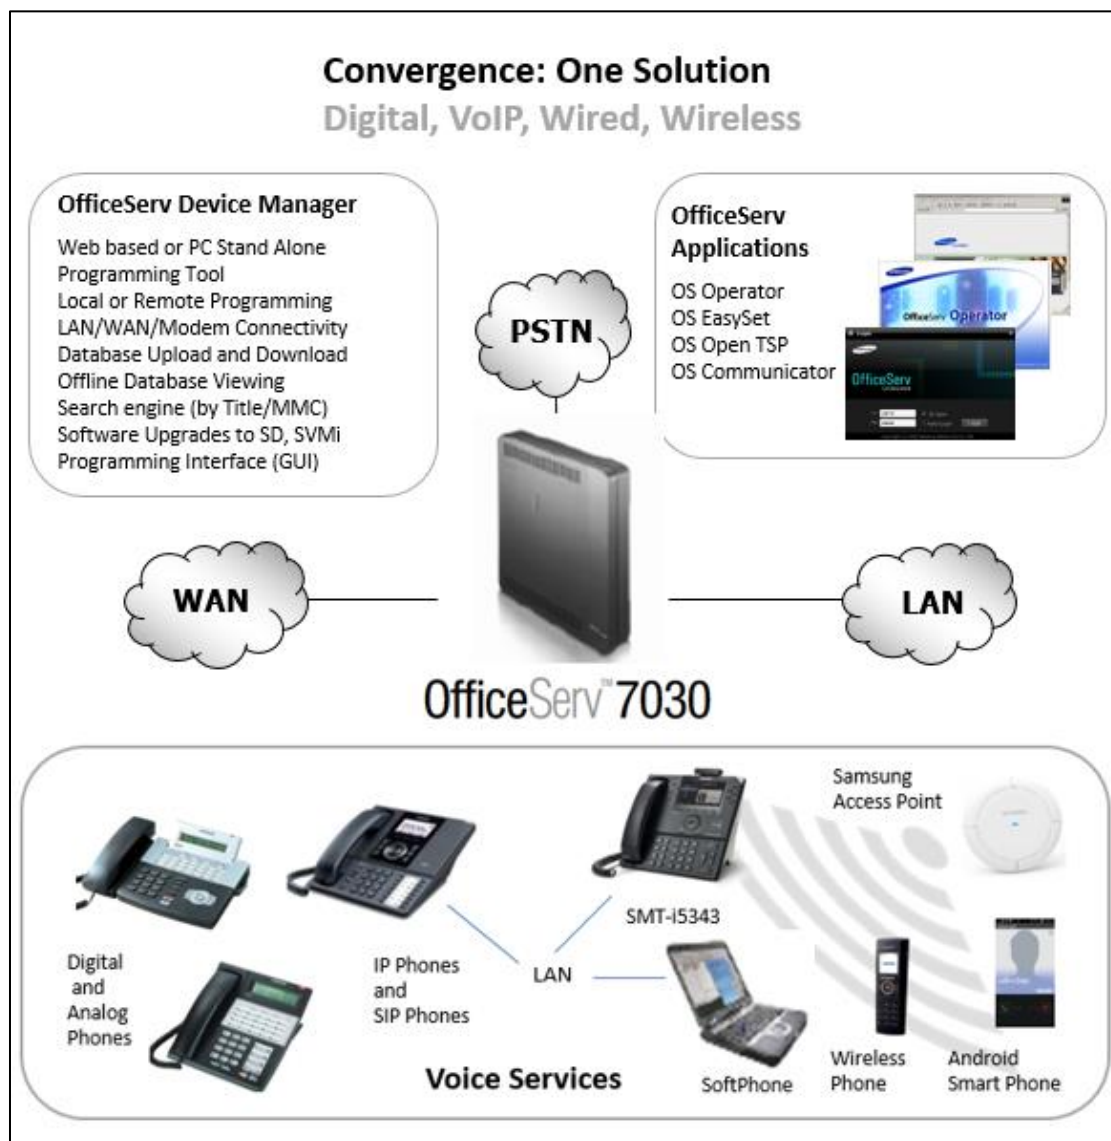 Convergence: One Solution
Digital, VoIP, Wired, Wireless
OfficeServ Device Manager
Web based or PC Stand Alone
Programming Tool
Local or Remote Programming
LAN/WAN/Modem Connectivity
Database Upload and Download
Offline Database Viewing
Search engine (by Title/MMC)
Software Upgrades to SD, SVMi
Programming Interface (GUI)
OfficeServ
Applications
OS Operator
OS EasySet
OS Open TSP
OS Communicator
OfficeServ Operator
OfficeServ
PSTN
WAN
LAN
OfficeServ™ 7030
Samsung
Access Point
SMT-i5343
Digital
and
Analog
Phones
IP Phones
and
SIP Phones
LAN
SoftPhone
Wireless
Phone
Android
Smart Phone
Voice Services